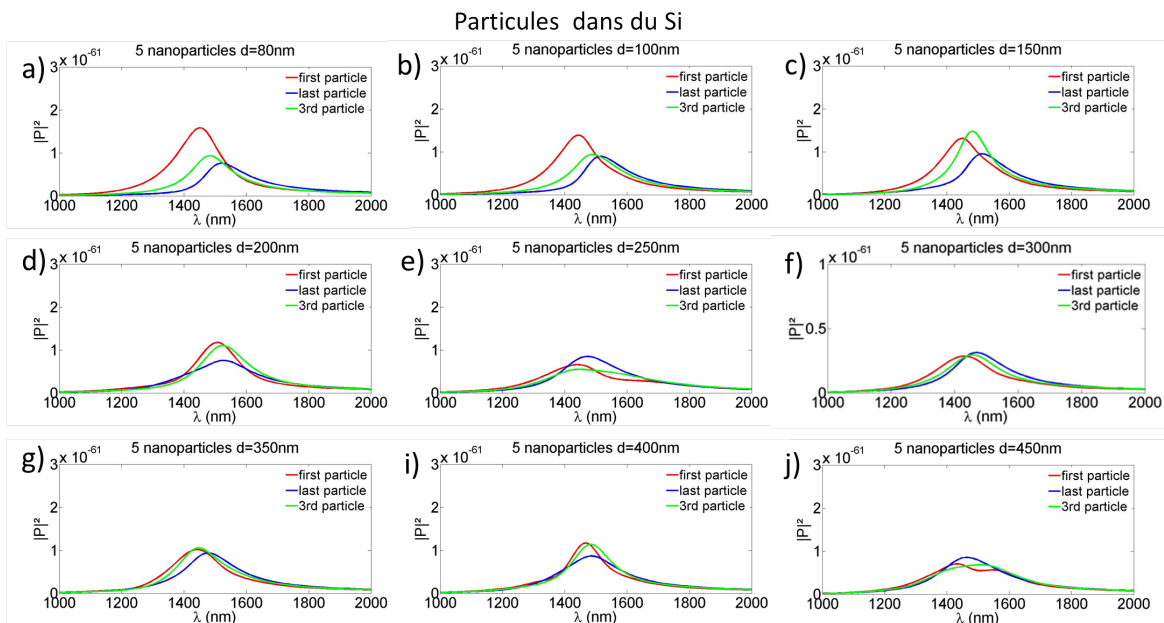 Particules dans du Si
a)
3 x 10^-61
5 nanoparticles d=80nm
first particle
last particle
3rd particle
|P|²
2
1
0
1000 1200 1400 1600 1800 2000
λ (nm)
b)
3 x 10^-61
5 nanoparticles d=100nm
first particle
last particle
3rd particle
|P|²
2
1
0
1000 1200 1400 1600 1800 2000
λ (nm)
c)
3 x 10^-61
5 nanoparticles d=150nm
first particle
last particle
3rd particle
|P|²
2
1
0
1000 1200 1400 1600 1800 2000
λ (nm)
d)
3 x 10^-61
5 nanoparticles d=200nm
first particle
last particle
3rd particle
|P|²
2
1
0
1000 1200 1400 1600 1800 2000
λ (nm)
e)
3 x 10^-61
5 nanoparticles d=250nm
first particle
last particle
3rd particle
|P|²
2
1
0
1000 1200 1400 1600 1800 2000
λ (nm)
f)
1 x 10^-61
5 nanoparticles d=300nm
first particle
last particle
3rd particle
|P|²
0.5
0
1000 1200 1400 1600 1800 2000
λ (nm)
g)
3 x 10^-61
5 nanoparticles d=350nm
first particle
last particle
3rd particle
|P|²
2
1
0
1000 1200 1400 1600 1800 2000
λ (nm)
i)
3 x 10^-61
5 nanoparticles d=400nm
first particle
last particle
3rd particle
|P|²
2
1
0
1000 1200 1400 1600 1800 2000
λ (nm)
j)
3 x 10^-61
5 nanoparticles d=450nm
first particle
last particle
3rd particle
|P|²
2
1
0
1000 1200 1400 1600 1800 2000
λ (nm)